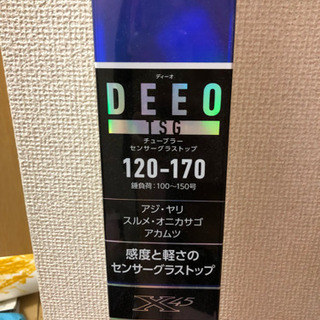 ディーオ
DEEO
TSG
チューブラー
センサーグラストップ
120-170
錘負荷:100~150号
アジ・ヤリ
スルメ・オニカサゴ
アカムツ
感度と軽さの
センサーグラストップ
X45